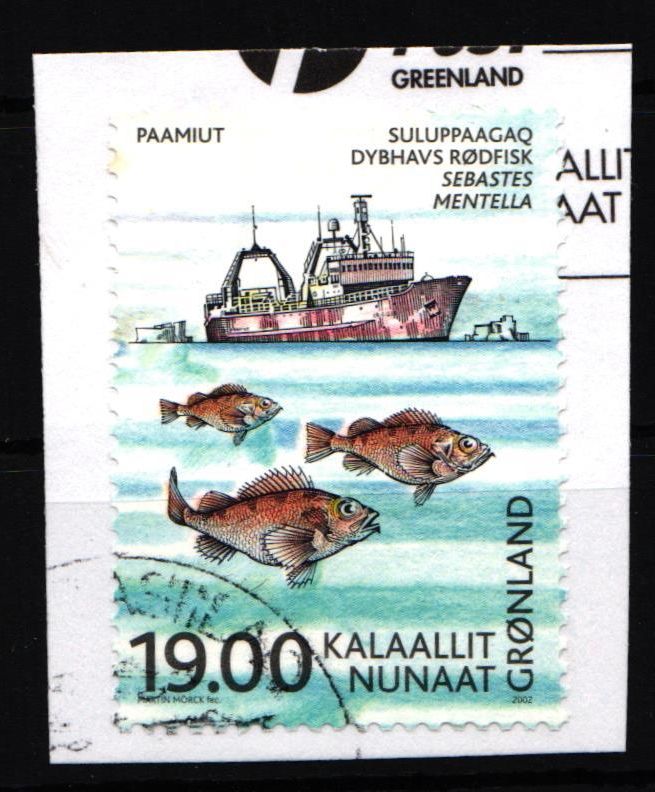 GREENLAND
PAAMIUT
SULUPPAAGAQ
DYBHAVS RØDFISK
SEBASTES
MENTELLA
ALLIT
AAT
19.00
KALAALLIT
NUNAAT
GRØNLAND
MARTIN MÖRCK fec.
2002